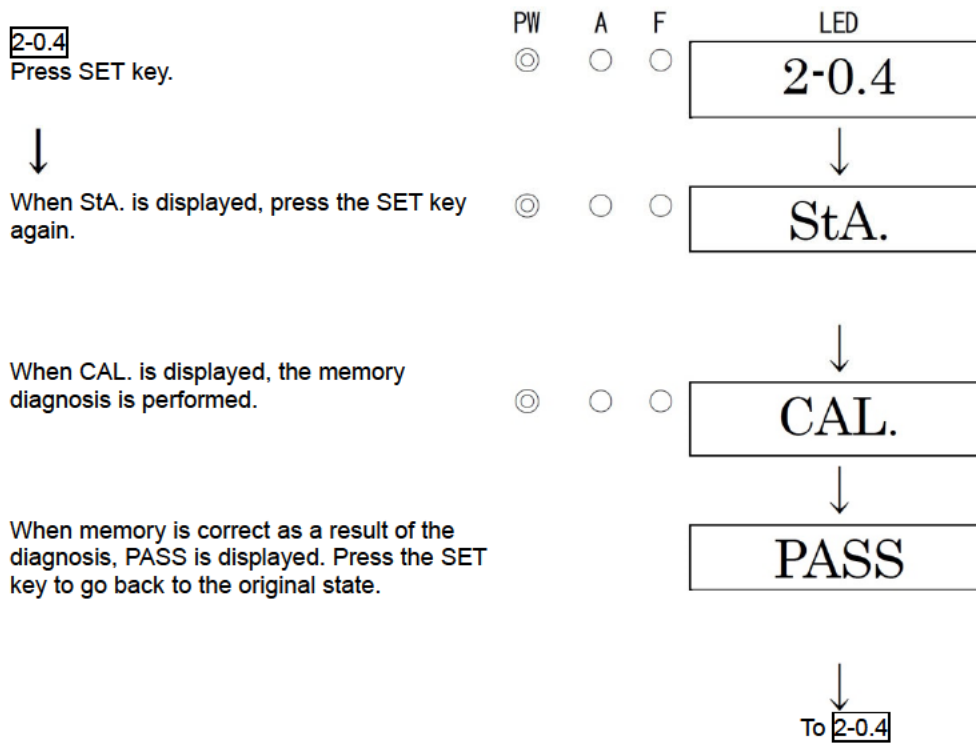 PW A F LED
2-0.4
Press SET key.
2-0.4
When StA. is displayed, press the SET key
again.
StA.
When CAL. is displayed, the memory
diagnosis is performed.
CAL.
When memory is correct as a result of the
diagnosis, PASS is displayed. Press the SET
key to go back to the original state.
PASS
To 2-0.4